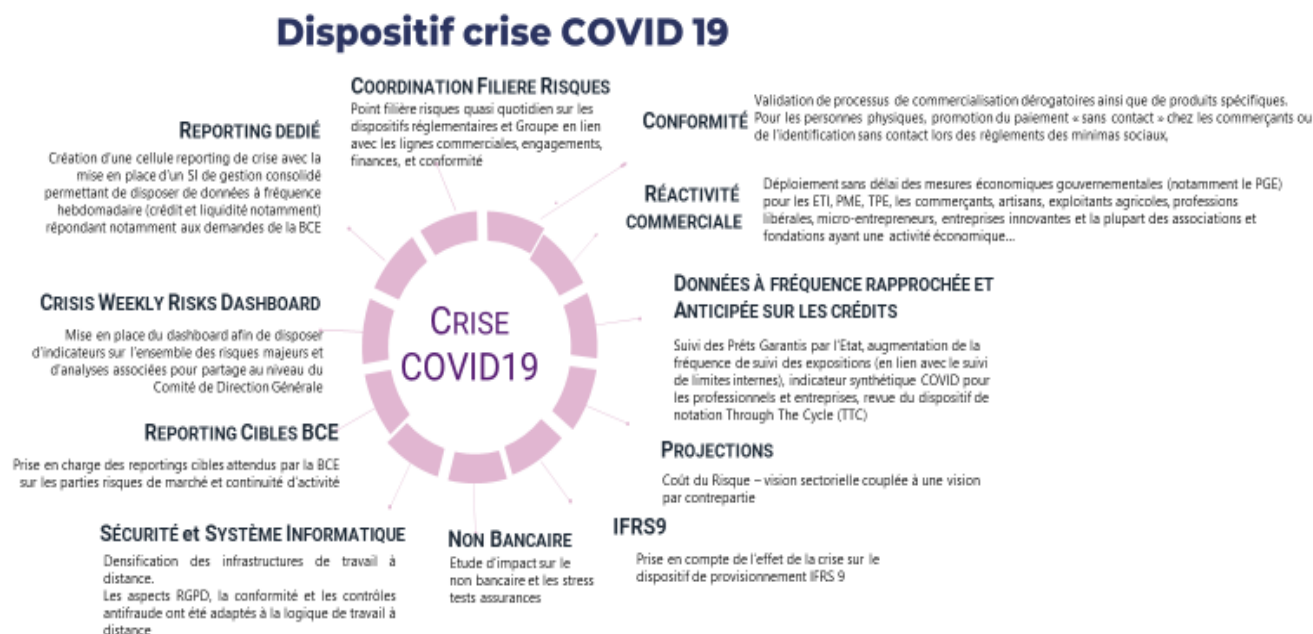 Dispositif crise COVID 19
COORDINATION FILIERE RISQUES
Point filière risques quasi quotidien sur les
dispositifs réglementaires et Groupe en lien
avec les lignes commerciales, engagements,
finances, et conformité
CONFORMITÉ
Validation de processus de commercialisation dérogatoires ainsi que de produits spécifiques.
Pour les personnes physiques, promotion du paiement « sans contact » chez les commerçants ou
de l'identification sans contact lors des règlements des minimas sociaux,
RÉACTIVITÉ
COMMERCIALE
Déploiement sans délai des mesures économiques gouvernementales (notamment le PGE)
pour les ETI, PME, TPE, les commerçants, artisans, exploitants agricoles, professions
libérales, micro-entrepreneurs, entreprises innovantes et la plupart des associations et
fondations ayant une activité économique...
DONNÉES À FRÉQUENCE RAPPROCHÉE ET
ANTICIPÉE SUR LES CRÉDITS
Suivi des Prêts Garantis par l'Etat, augmentation de la
fréquence de suivi des expositions (en lien avec le suivi
de limites internes), indicateur synthétique COVID pour
les professionnels et entreprises, revue du dispositif de
notation Through The Cycle (TTC)
PROJECTIONS
Coût du Risque – vision sectorielle couplée à une vision
par contrepartie
IFRS9
Prise en compte de l'effet de la crise sur le
dispositif de provisionnement IFRS 9
NON BANCAIRE
Etude d'impact sur le
non bancaire et les stress
tests assurances
SÉCURITÉ et SYSTÈME INFORMATIQUE
Densification des infrastructures de travail à
distance.
Les aspects RGPD, la conformité et les contrôles
antifraude ont été adaptés à la logique de travail à
distance
REPORTING CIBLES BCE
Prise en charge des reportings cibles attendus par la BCE
sur les parties risques de marché et continuité d'activité
CRISIS WEEKLY RISKS DASHBOARD
Mise en place du dashboard afin de disposer
d'indicateurs sur l'ensemble des risques majeurs et
d'analyses associées pour partage au niveau du
Comité de Direction Générale
REPORTING DEDIÉ
Création d'une cellule reporting de crise avec la
mise en place d'un SI de gestion consolidé
permettant de disposer de données à fréquence
hebdomadaire (crédit et liquidité notamment)
répondant notamment aux demandes de la BCE
CRISE
COVID19